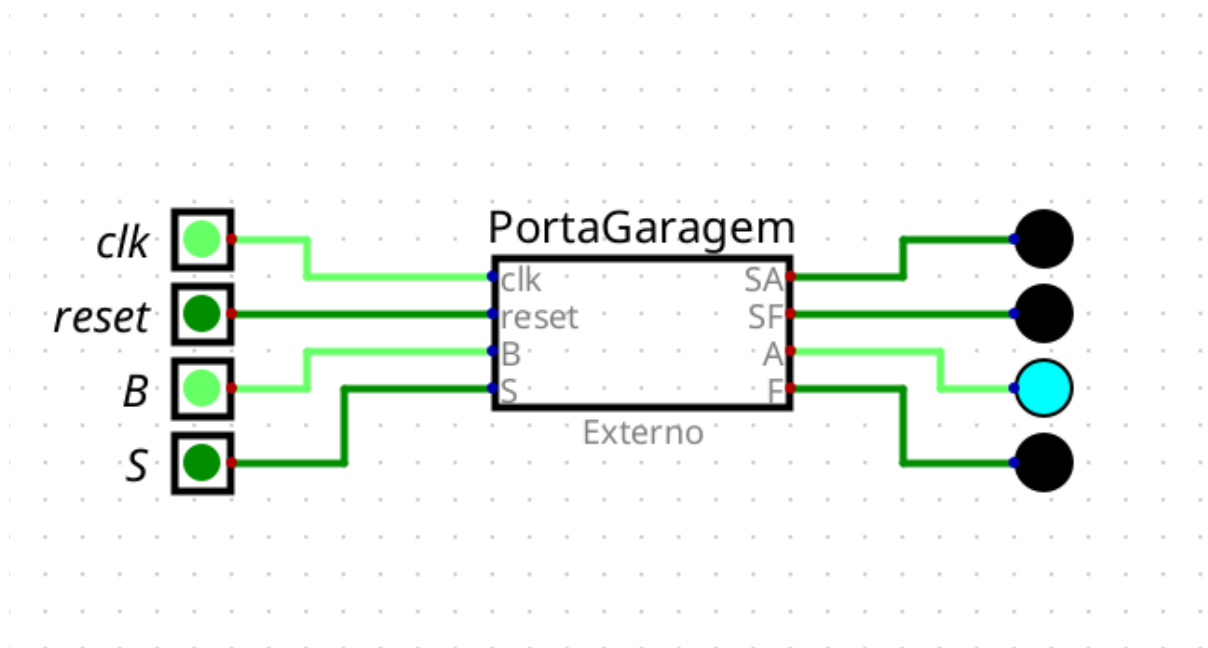 PortaGaragem
clk
reset
B
S
clk
reset
B
S
SA
SF
A
F
Externo